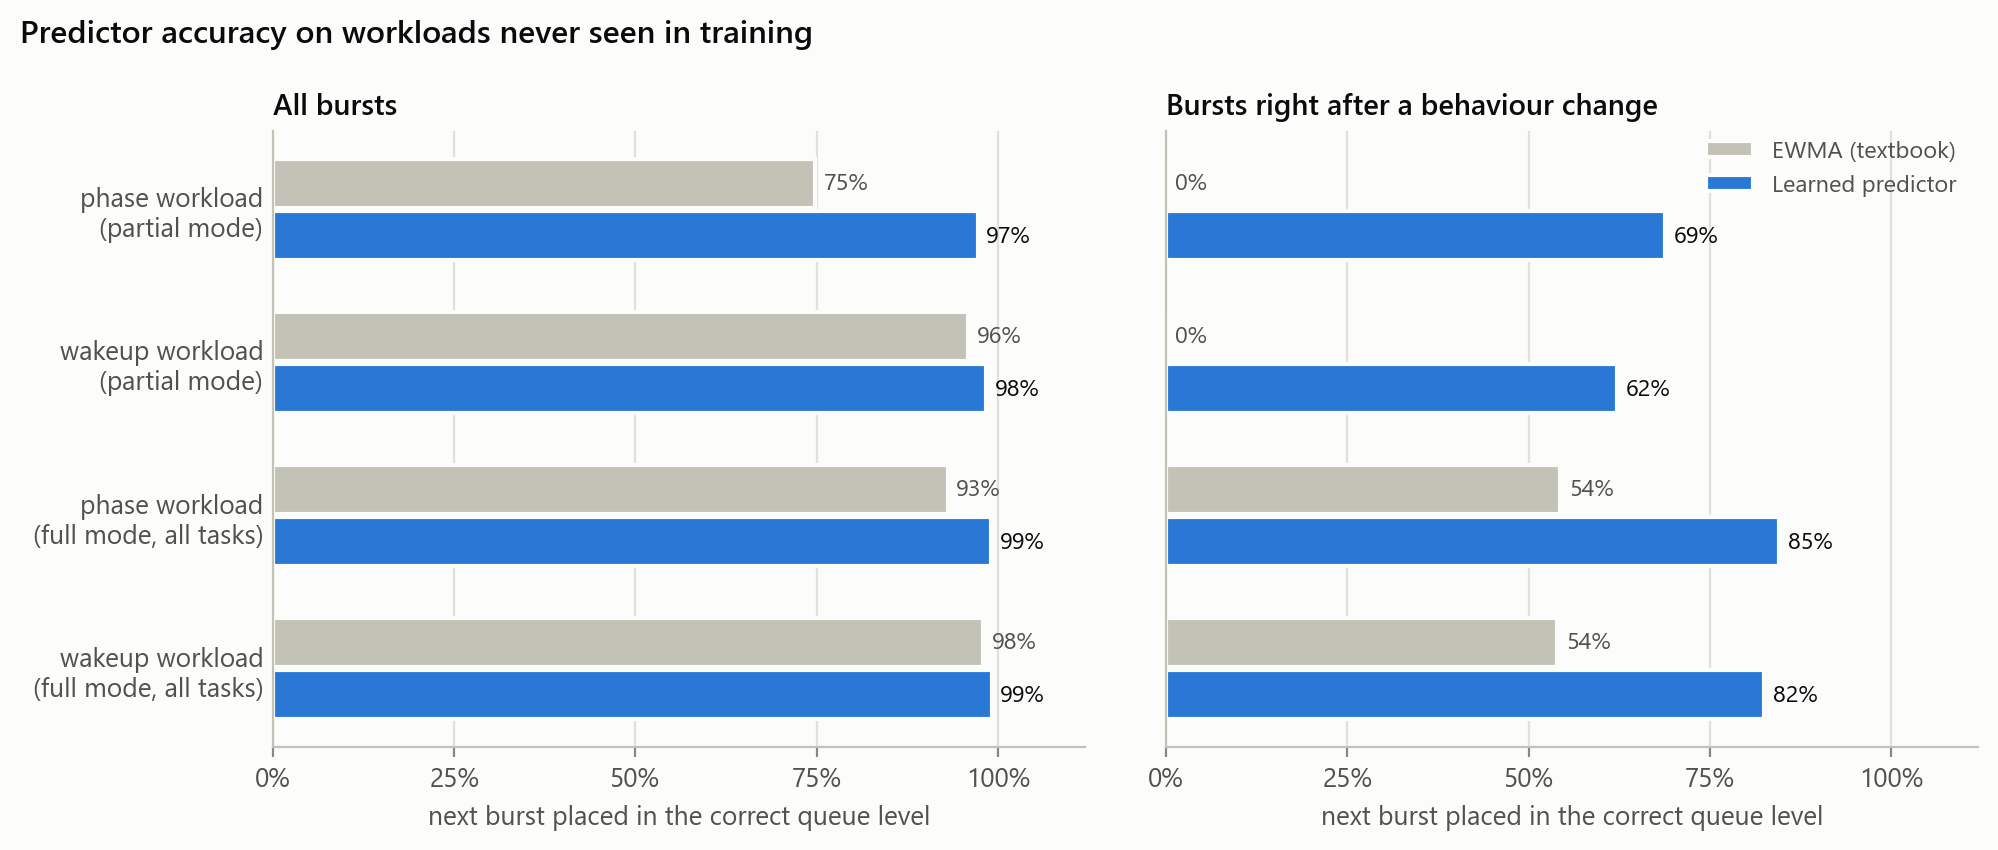 Predictor accuracy on workloads never seen in training
All bursts
phase workload
(partial mode)
75%
97%
wakeup workload
(partial mode)
96%
98%
phase workload
(full mode, all tasks)
93%
99%
wakeup workload
(full mode, all tasks)
98%
99%
0%
25%
50%
75%
100%
next burst placed in the correct queue level
Bursts right after a behaviour change
EWMA (textbook)
Learned predictor
0%
69%
0%
62%
54%
85%
54%
82%
0%
25%
50%
75%
100%
next burst placed in the correct queue level